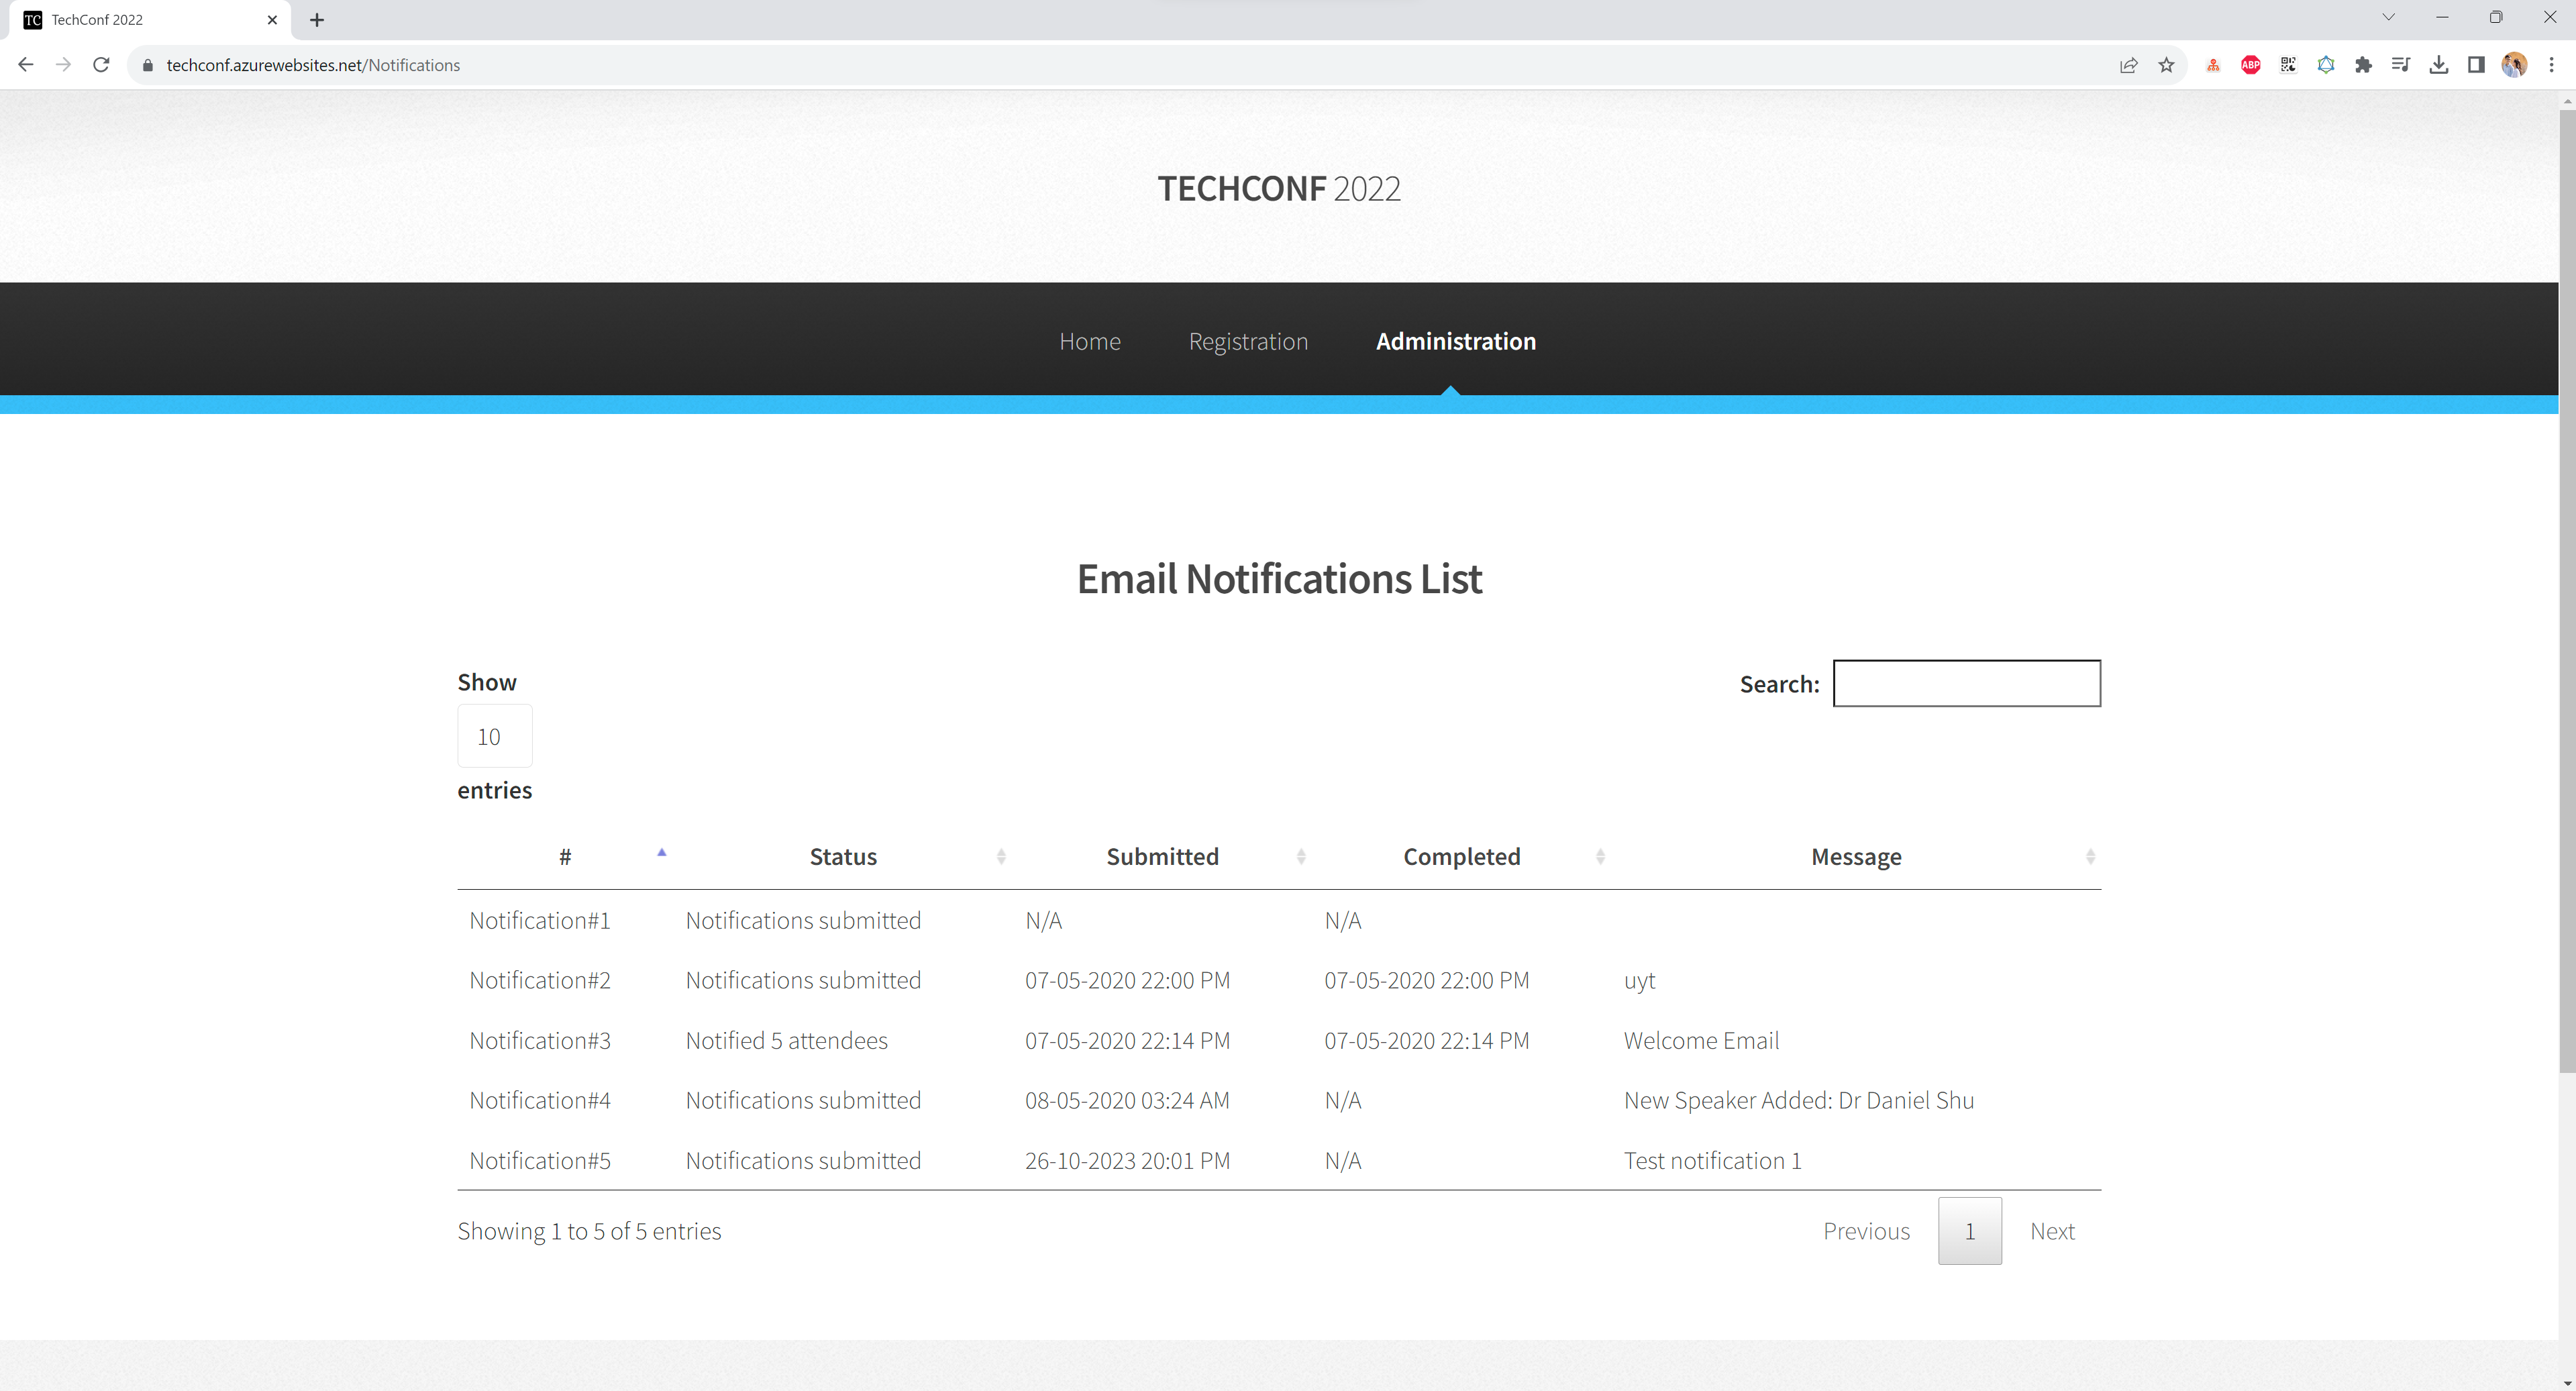 TC TechConf 2022
techconf.azurewebsites.net/Notifications
ABP
TECHCONF 2022
Home Registration Administration
Email Notifications List
Show
10
entries
Search:
# Status Submitted Completed Message
Notification#1 Notifications submitted N/A N/A
Notification#2 Notifications submitted 07-05-2020 22:00 PM 07-05-2020 22:00 PM uyt
Notification#3 Notified 5 attendees 07-05-2020 22:14 PM 07-05-2020 22:14 PM Welcome Email
Notification#4 Notifications submitted 08-05-2020 03:24 AM N/A New Speaker Added: Dr Daniel Shu
Notification#5 Notifications submitted 26-10-2023 20:01 PM N/A Test notification 1
Showing 1 to 5 of 5 entries
Previous 1 Next